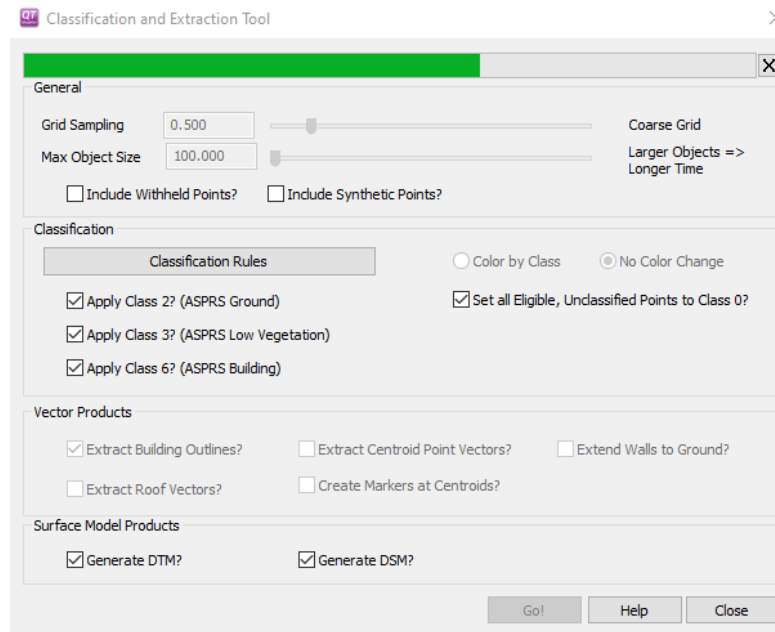 QT Classification and Extraction Tool
X
General
Grid Sampling 0.500 Coarse Grid
Max Object Size 100.000 Larger Objects =>
Longer Time
Include Withheld Points? Include Synthetic Points?
Classification
Classification Rules Color by Class No Color Change
Apply Class 2? (ASPRS Ground) Set all Eligible, Unclassified Points to Class 0?
Apply Class 3? (ASPRS Low Vegetation)
Apply Class 6? (ASPRS Building)
Vector Products
Extract Building Outlines? Extract Centroid Point Vectors? Extend Walls to Ground?
Extract Roof Vectors? Create Markers at Centroids?
Surface Model Products
Generate DTM? Generate DSM?
Go! Help Close